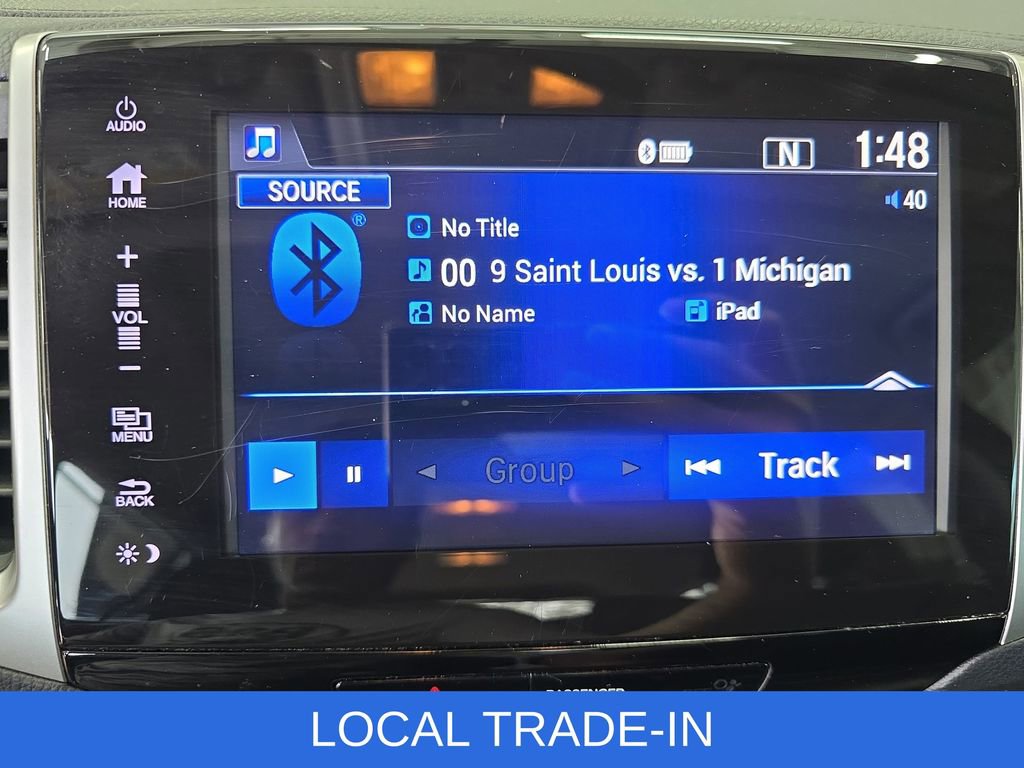 AUDIO
HOME
+
VOL
−
MENU
BACK
N
1:48
SOURCE
40
®
No Title
00 9 Saint Louis vs. 1 Michigan
No Name
iPad
Group
Track
PASSENGER
LOCAL TRADE-IN